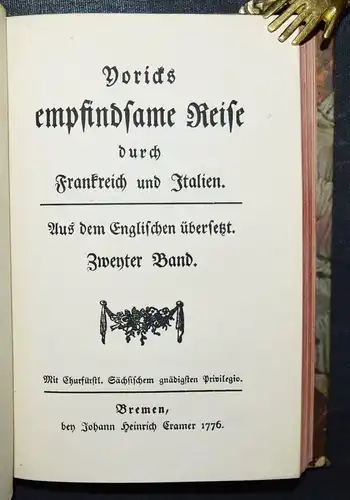 Yoricks
empfindsame Reise
durch
Frankreich und Italien.
Aus dem Englischen übersetzt.
Zweyter Band.
Mit Churfürstl. Sächsischem gnädigsten Privilegio.
Bremen,
bey Johann Heinrich Cramer 1776.